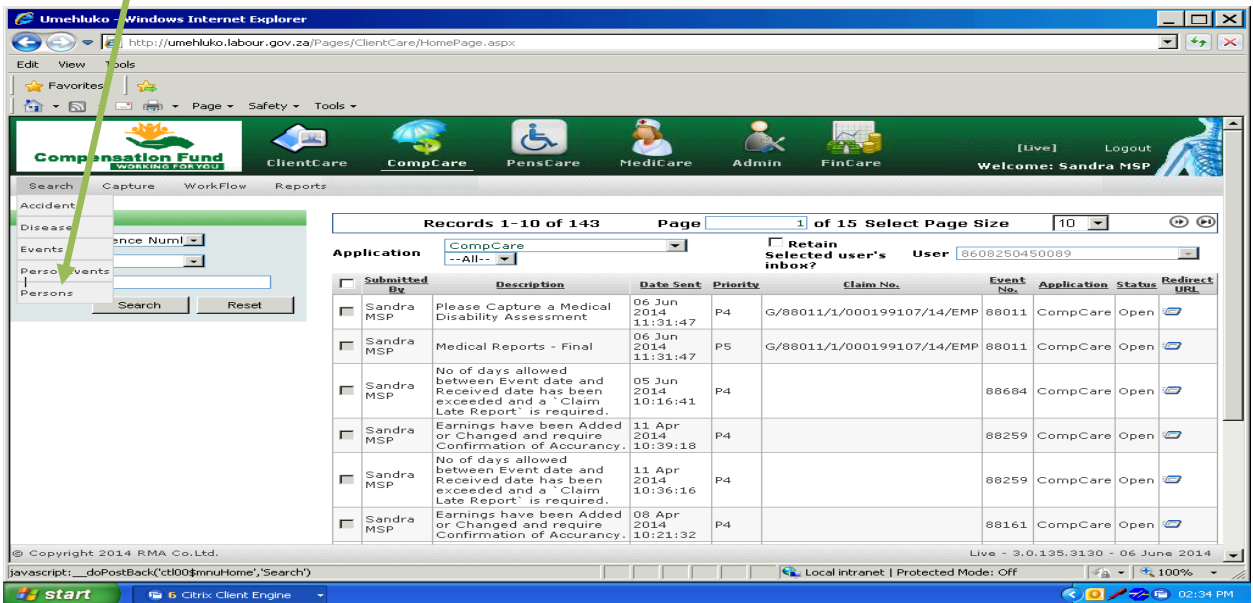 Umehluko - Windows Internet Explorer
http://umehluko.labour.gov.za/Pages/ClientCare/HomePage.aspx
Edit View Tools
Favorites
Page Safety Tools
Compensation Fund
WORKING FOR YOU
ClientCare CompCare PensCare MediCare Admin FinCare
[Live] Logout
Welcome: Sandra MSP
Search Capture WorkFlow Reports
Accident
Disease
Events
Person Events
Persons
ence Numl
Search Reset
Records 1-10 of 143 Page 1 of 15 Select Page Size 10
Application CompCare
--All--
Retain Selected user's inbox?
User 8608250450089
Submitted By Description Date Sent Priority Claim No. Event No. Application Status Redirect URL
Sandra MSP Please Capture a Medical Disability Assessment 06 Jun 2014 11:31:47 P4 G/88011/1/000199107/14/EMP 88011 CompCare Open
Sandra MSP Medical Reports - Final 06 Jun 2014 11:31:47 P5 G/88011/1/000199107/14/EMP 88011 CompCare Open
Sandra MSP No of days allowed between Event date and Received date has been exceeded and a `Claim Late Report` is required. 05 Jun 2014 10:16:41 P4 88684 CompCare Open
Sandra MSP Earnings have been Added or Changed and require Confirmation of Accurancy. 11 Apr 2014 10:39:18 P4 88259 CompCare Open
Sandra MSP No of days allowed between Event date and Received date has been exceeded and a `Claim Late Report` is required. 11 Apr 2014 10:36:16 P4 88259 CompCare Open
Sandra MSP Earnings have been Added or Changed and require Confirmation of Accurancy. 08 Apr 2014 10:21:32 P4 88161 CompCare Open
© Copyright 2014 RMA Co.Ltd.
Live - 3.0.135.3130 - 06 June 2014
javascript:__doPostBack('ctl00$mnuHome','Search')
Local intranet | Protected Mode: Off
100%
start
6 Citrix Client Engine
02:34 PM